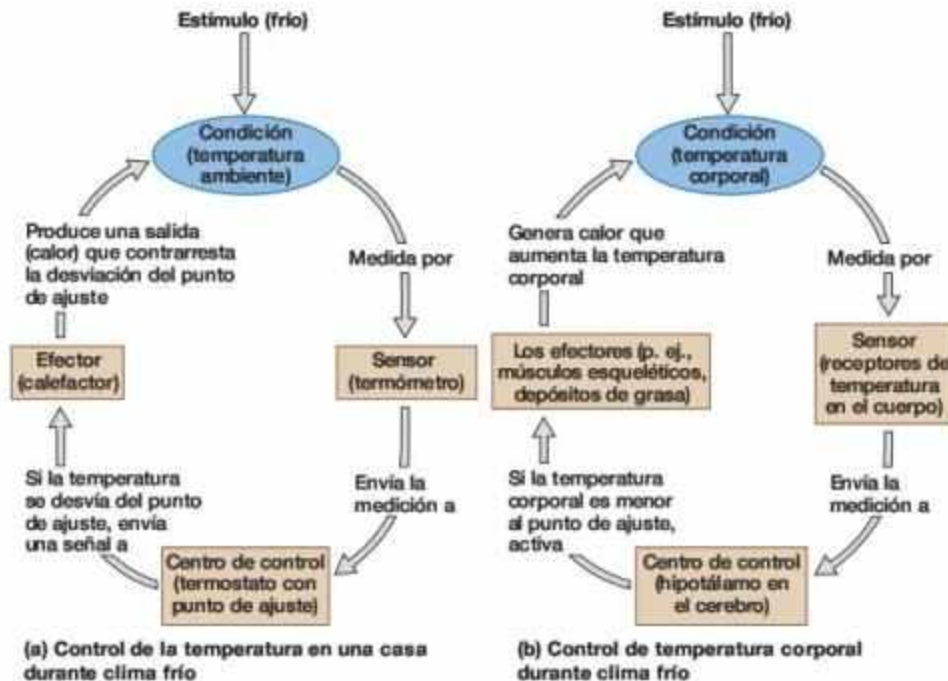 Estímulo (frío)
Condición
(temperatura
ambiente)
Medida por
Sensor
(termómetro)
Envía la
medición a
Centro de control
(termostato con
punto de ajuste)
Si la temperatura
se desvía del punto
de ajuste, envía
una señal a
Efector
(calefactor)
Produce una salida
(calor) que contrarresta
la desviación del punto
de ajuste
(a) Control de la temperatura en una casa
durante clima frío
Estímulo (frío)
Condición
(temperatura
corporal)
Medida por
Sensor
(receptores de
temperatura
en el cuerpo)
Envía la
medición a
Centro de control
(hipotálamo en
el cerebro)
Si la temperatura
corporal es menor
al punto de ajuste,
activa
Los efectores (p. ej.,
músculos esqueléticos,
depósitos de grasa)
Genera calor que
aumenta la temperatura
corporal
(b) Control de temperatura corporal
durante clima frío